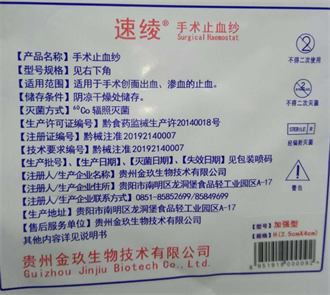 速绫® 手术止血纱
Surgical Haemostat
【产品名称】手术止血纱
【型号规格】见右下角
【适用范围】适用于手术创面出血、渗血的止血。
【储存条件】阴凉干燥处储存。
【灭菌方式】⁶⁰Co 辐照灭菌
【生产许可证编号】黔食药监械生产许20140018号
【注册证编号】黔械注准20192140007
【技术要求编号】黔械注准20192140007
【生产批号】、【生产日期】、【灭菌日期】、【失效日期】见包装喷码
【注册人/生产企业名称】贵州金玖生物技术有限公司
【注册人/生产企业住所】贵阳市南明区龙洞堡食品轻工业园区A-17
【注册人/生产企业联系方式】0851-85852699/85849699
【生产地址】贵阳市南明区龙洞堡食品轻工业园区A-17
【售后服务单位】贵州金玖生物技术有限公司
其他内容详见说明书
贵州金玖生物技术有限公司
Guizhou Jinjiu Biotech Co., Ltd.
不得二次使用
不得二次灭菌
STERILE R
经辐射灭菌
【型号】加强型